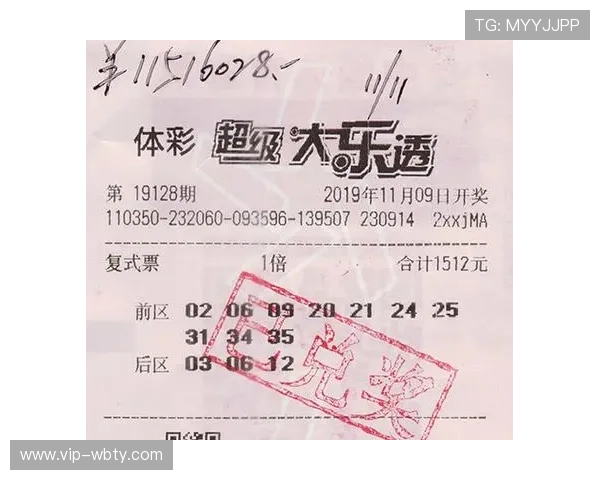 TG: MYYJJPP
¥11516028.-
11/11
体彩 超级大乐透
第 19128期 2019年11月09日开奖
110350-232060-093596-139507 230914 2xxjMA
复式票 1倍 合计1512元
前区 02 06 09 20 21 24 25
31 34 35
后区 03 06 12
已兑奖
www.vip-wbty.com